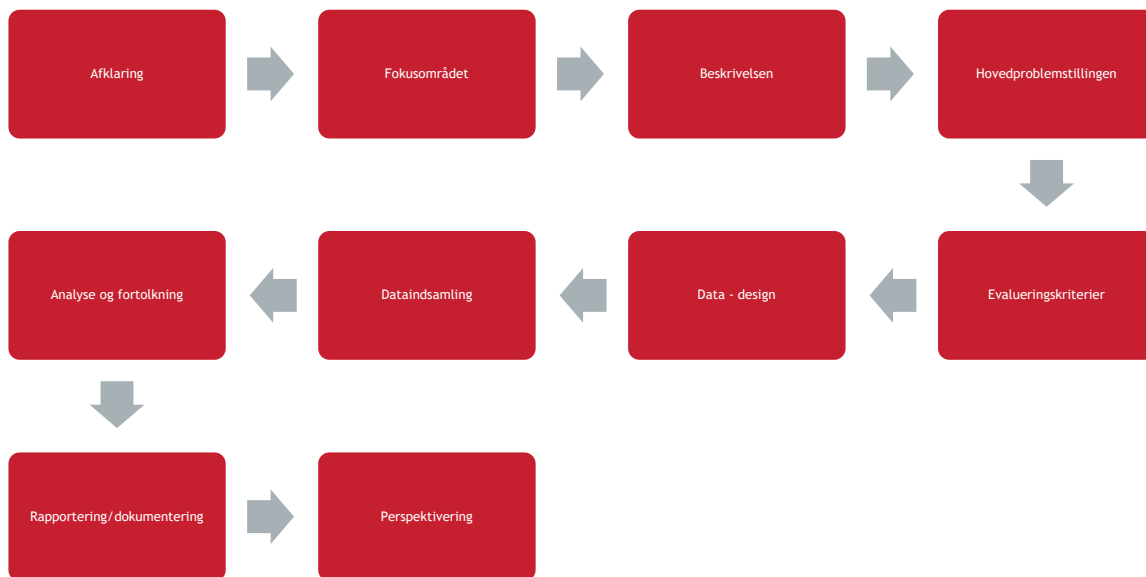 Afklaring
Fokusområdet
Beskrivelsen
Hovedproblemstillingen
Evalueringskriterier
Data - design
Dataindsamling
Analyse og fortolkning
Rapportering/dokumentering
Perspektivering